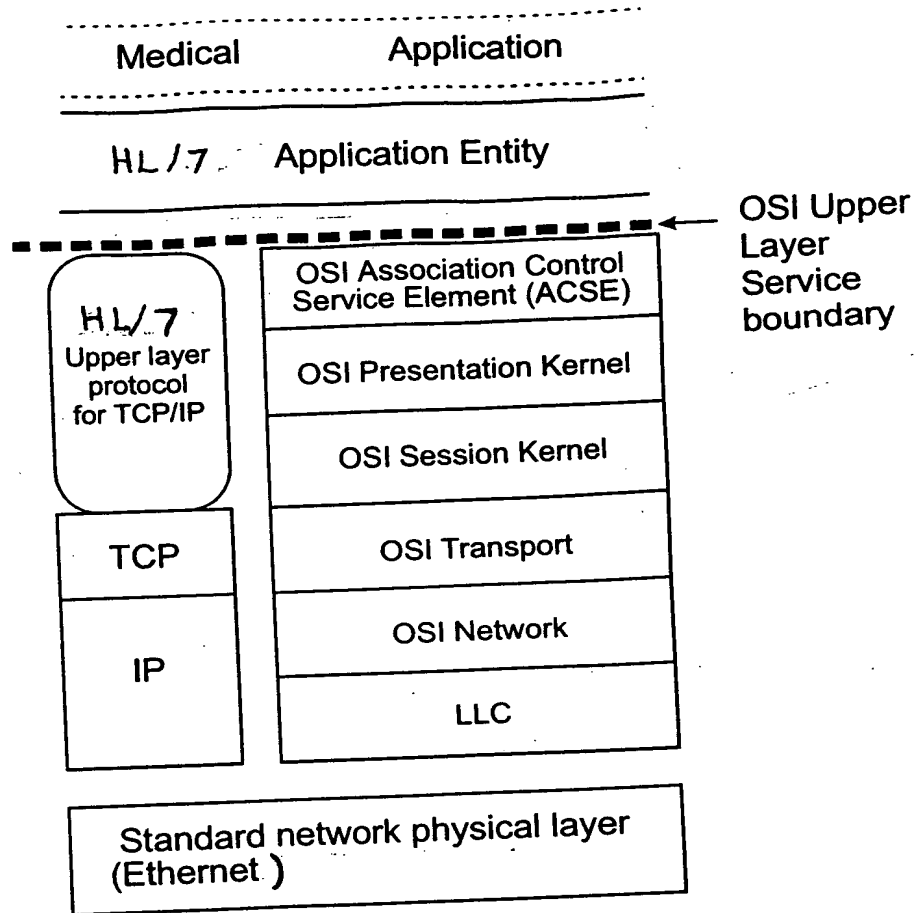 Medical Application
HL/7 Application Entity
OSI Upper
Layer
Service
boundary
OSI Association Control
Service Element (ACSE)
HL/7
Upper layer
protocol
for TCP/IP
OSI Presentation Kernel
OSI Session Kernel
TCP
OSI Transport
IP
OSI Network
LLC
Standard network physical layer
(Ethernet)